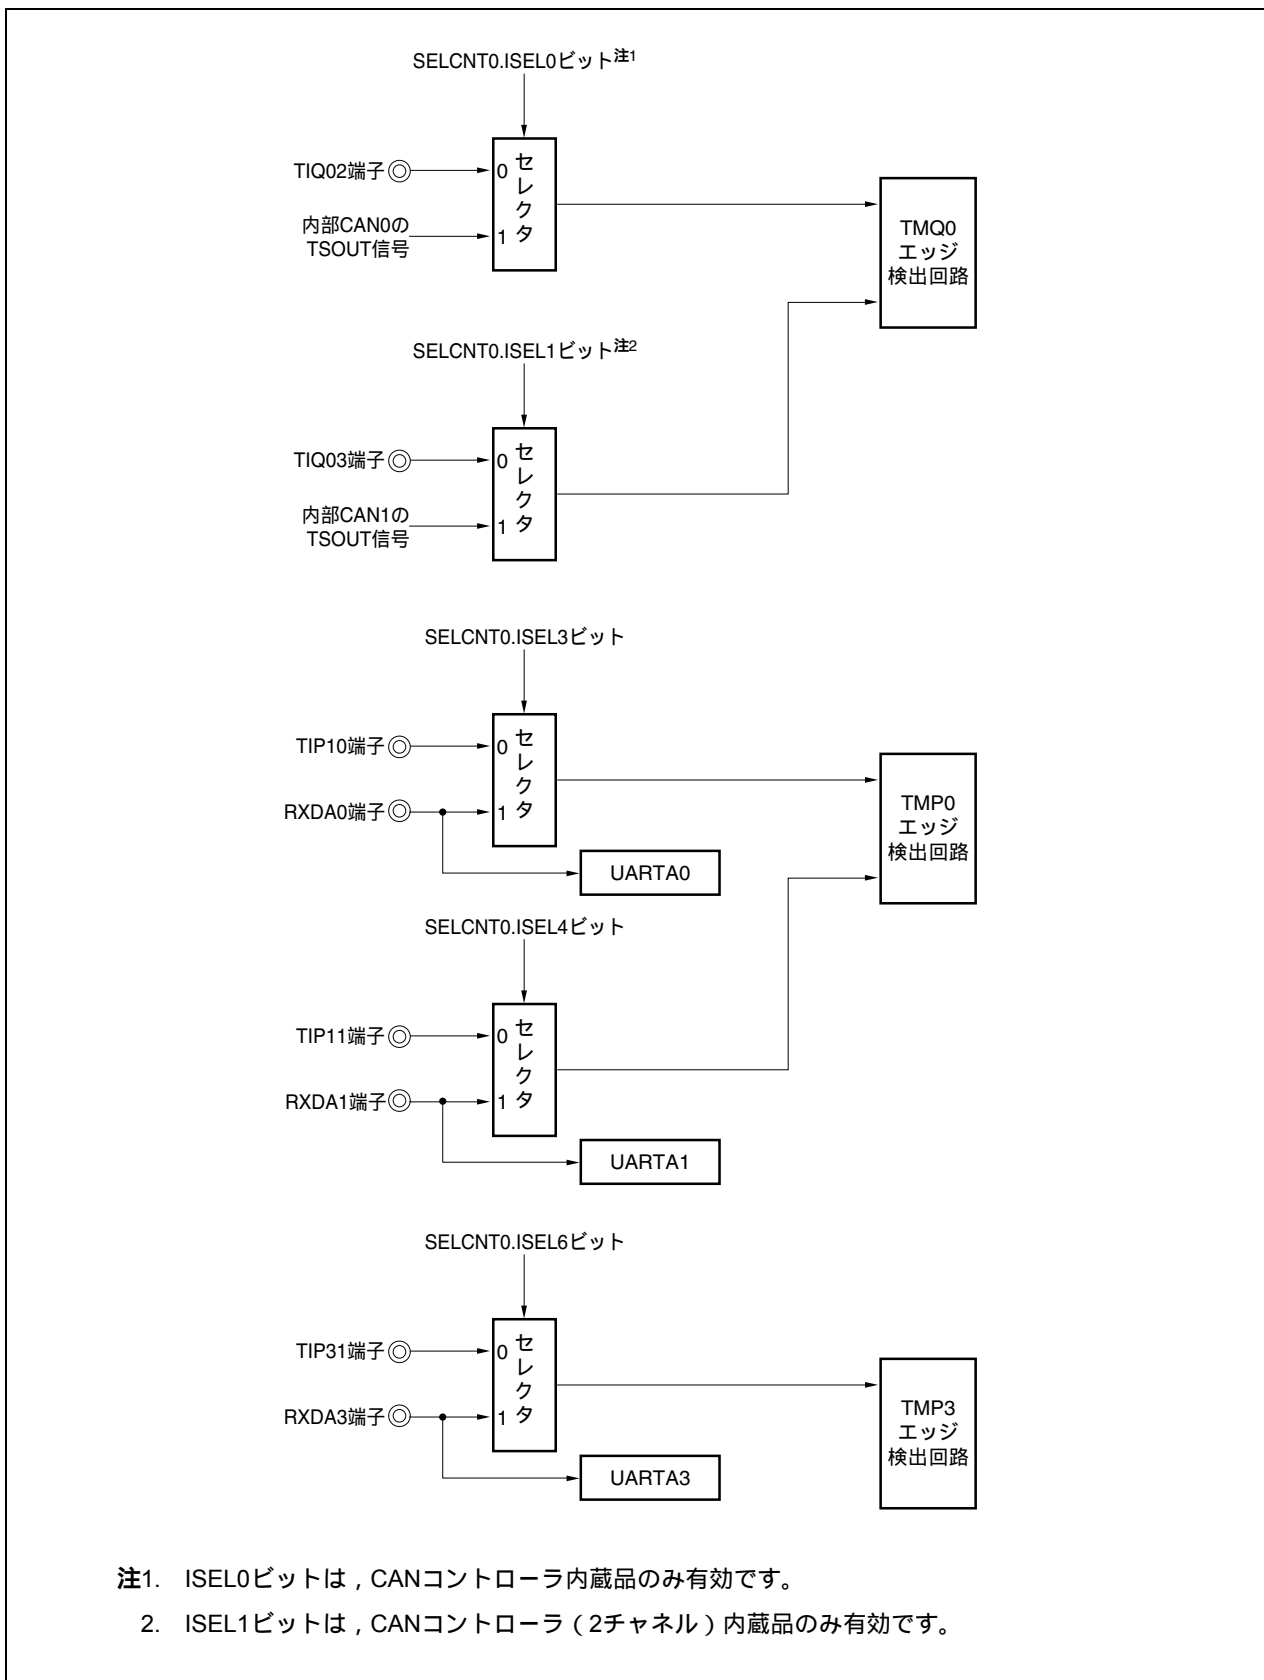 SELCNT0.ISEL0ビット注1
TIQ02端子
0
セレクタ
内部CAN0の
TSOUT信号
1
TMQ0
エッジ
検出回路
SELCNT0.ISEL1ビット注2
TIQ03端子
0
セレクタ
内部CAN1の
TSOUT信号
1
SELCNT0.ISEL3ビット
TIP10端子
0
セレクタ
RXDA0端子
1
TMP0
エッジ
検出回路
UARTA0
SELCNT0.ISEL4ビット
TIP11端子
0
セレクタ
RXDA1端子
1
UARTA1
SELCNT0.ISEL6ビット
TIP31端子
0
セレクタ
RXDA3端子
1
TMP3
エッジ
検出回路
UARTA3
注1. ISEL0ビットは，CANコントローラ内蔵品のみ有効です。
2. ISEL1ビットは，CANコントローラ（2チャネル）内蔵品のみ有効です。